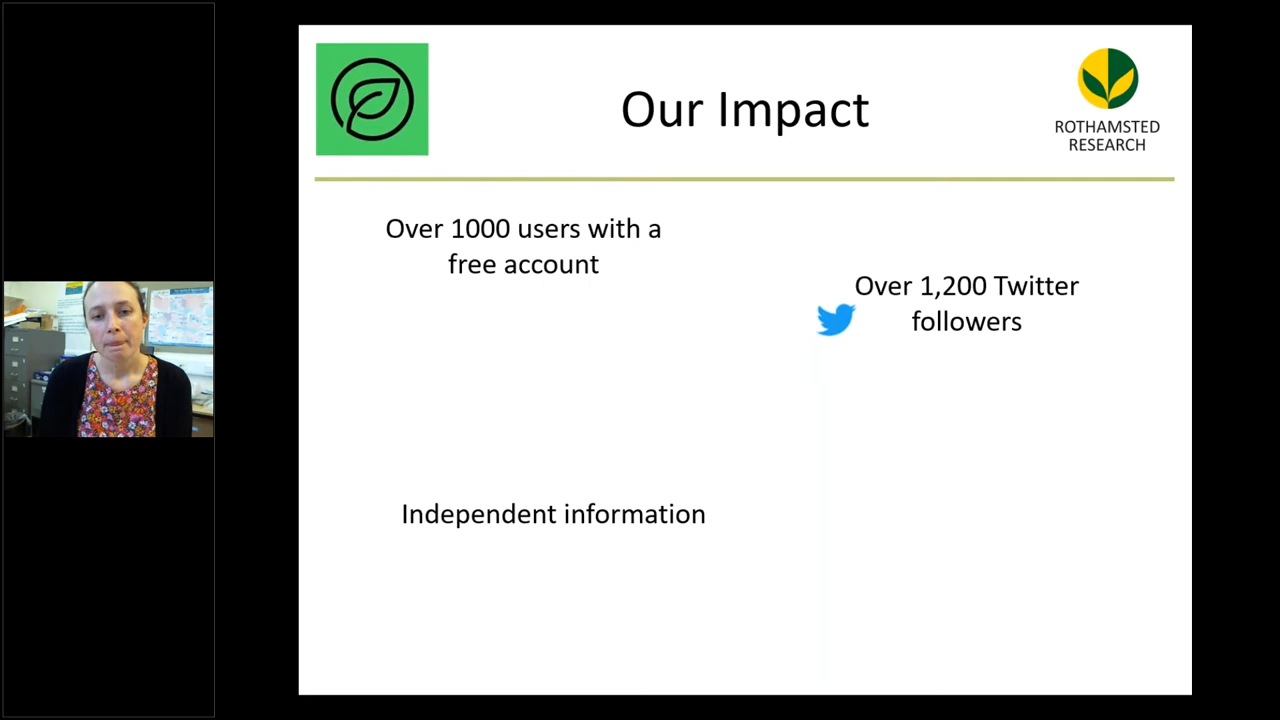 Our Impact
ROTHAMSTED
RESEARCH
Over 1000 users with a
free account
Over 1,200 Twitter
followers
Independent information